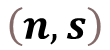 (n, s)